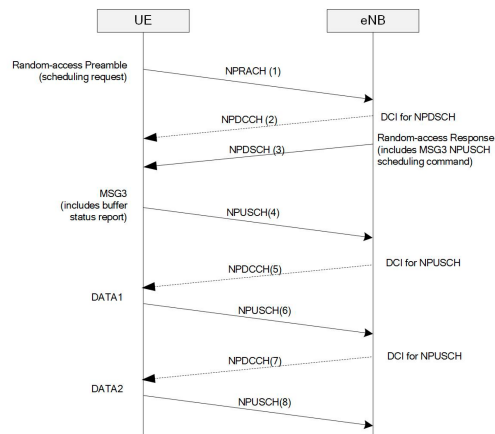 UE
eNB
Random-access Preamble
(scheduling request)
NPRACH (1)
NPDCCH (2)
DCI for NPDSCH
NPDSCH (3)
Random-access Response
(includes MSG3 NPUSCH
scheduling command)
MSG3
(includes buffer
status report)
NPUSCH(4)
NPDCCH(5)
DCI for NPUSCH
DATA1
NPUSCH(6)
NPDCCH(7)
DCI for NPUSCH
DATA2
NPUSCH(8)